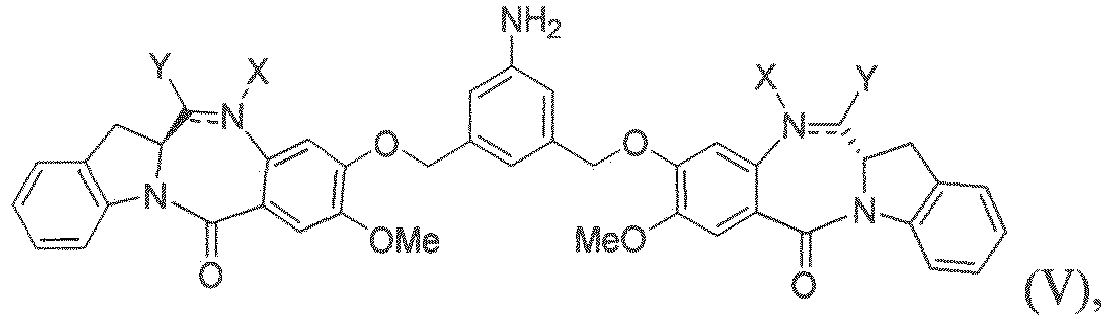 NH2
Y X X Y
N O O N
N OMe MeO N
O O
(V),